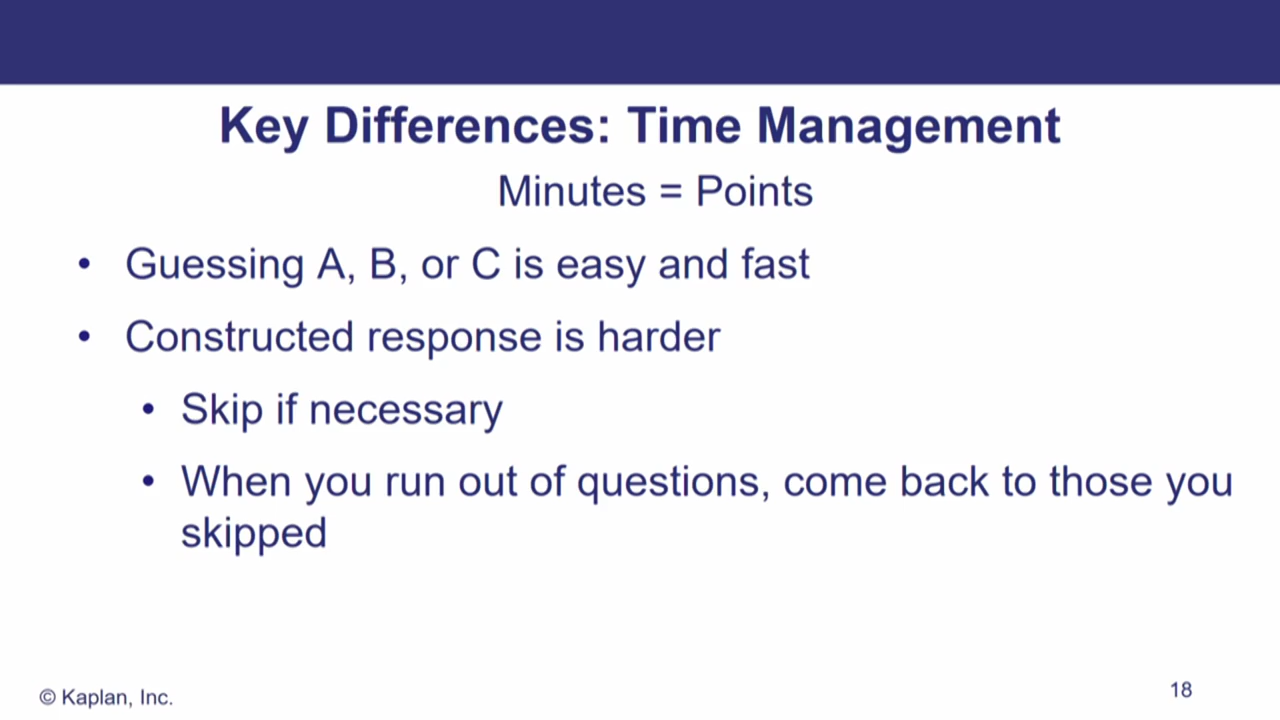 Key Differences: Time Management
Minutes = Points
• Guessing A, B, or C is easy and fast
• Constructed response is harder
• Skip if necessary
• When you run out of questions, come back to those you
skipped
© Kaplan, Inc.
18